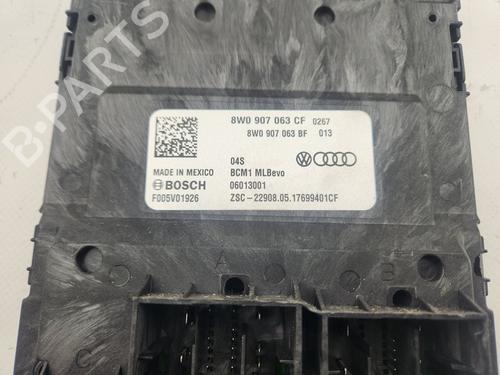 B-PARTS
8W0 907 063 CF 0267
8W0 907 063 BF 013
04S
MADE IN MEXICO BCM1 MLBevo
BOSCH 06013001
F005V01926 ZSC-22908.05.17699401CF
A
B
C